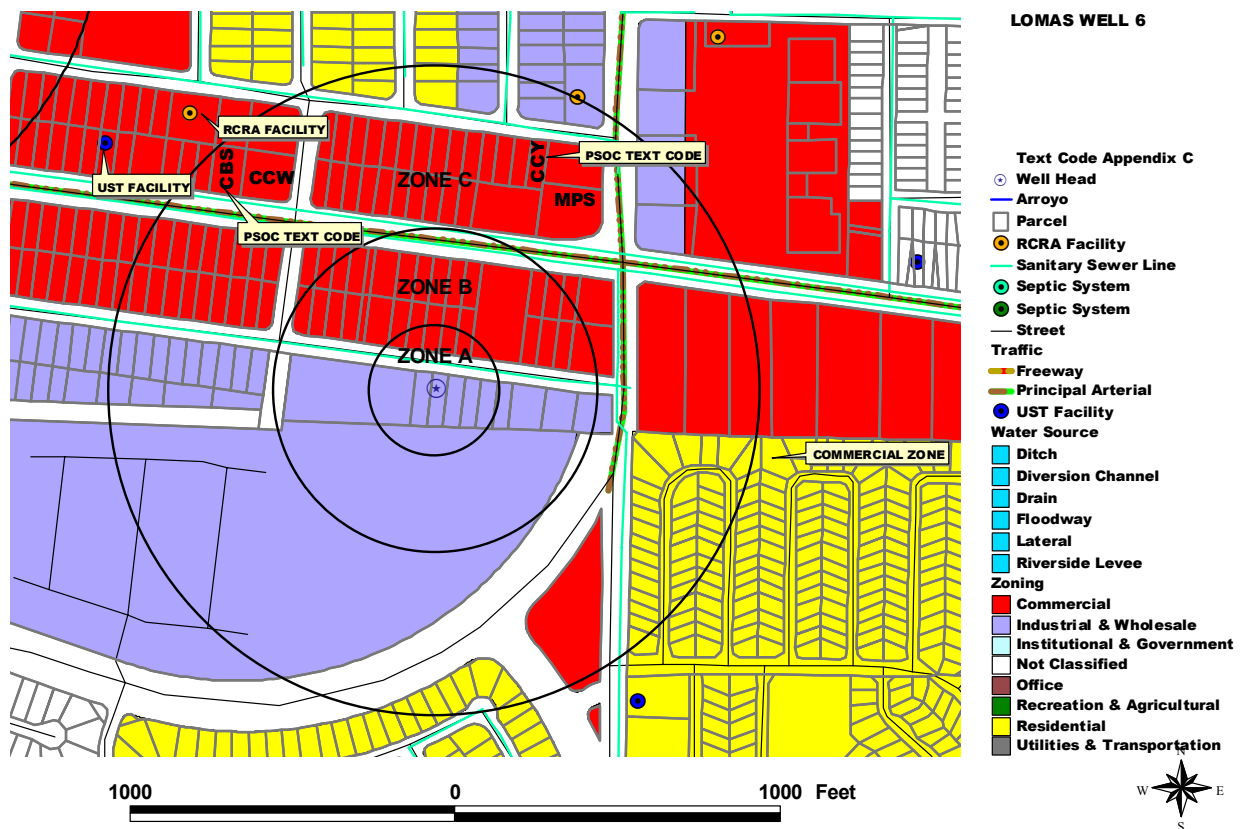 LOMAS WELL 6
RCRA FACILITY
UST FACILITY
CBS
CCW
PSOC TEXT CODE
ZONE C
CCY
PSOC TEXT CODE
MPS
ZONE B
ZONE A
COMMERCIAL ZONE
Text Code Appendix C
Well Head
Arroyo
Parcel
RCRA Facility
Sanitary Sewer Line
Septic System
Septic System
Street
Traffic
Freeway
Principal Arterial
UST Facility
Water Source
Ditch
Diversion Channel
Drain
Floodway
Lateral
Riverside Levee
Zoning
Commercial
Industrial & Wholesale
Institutional & Government
Not Classified
Office
Recreation & Agricultural
Residential
Utilities & Transportation
1000 0 1000 Feet
N
W E
S